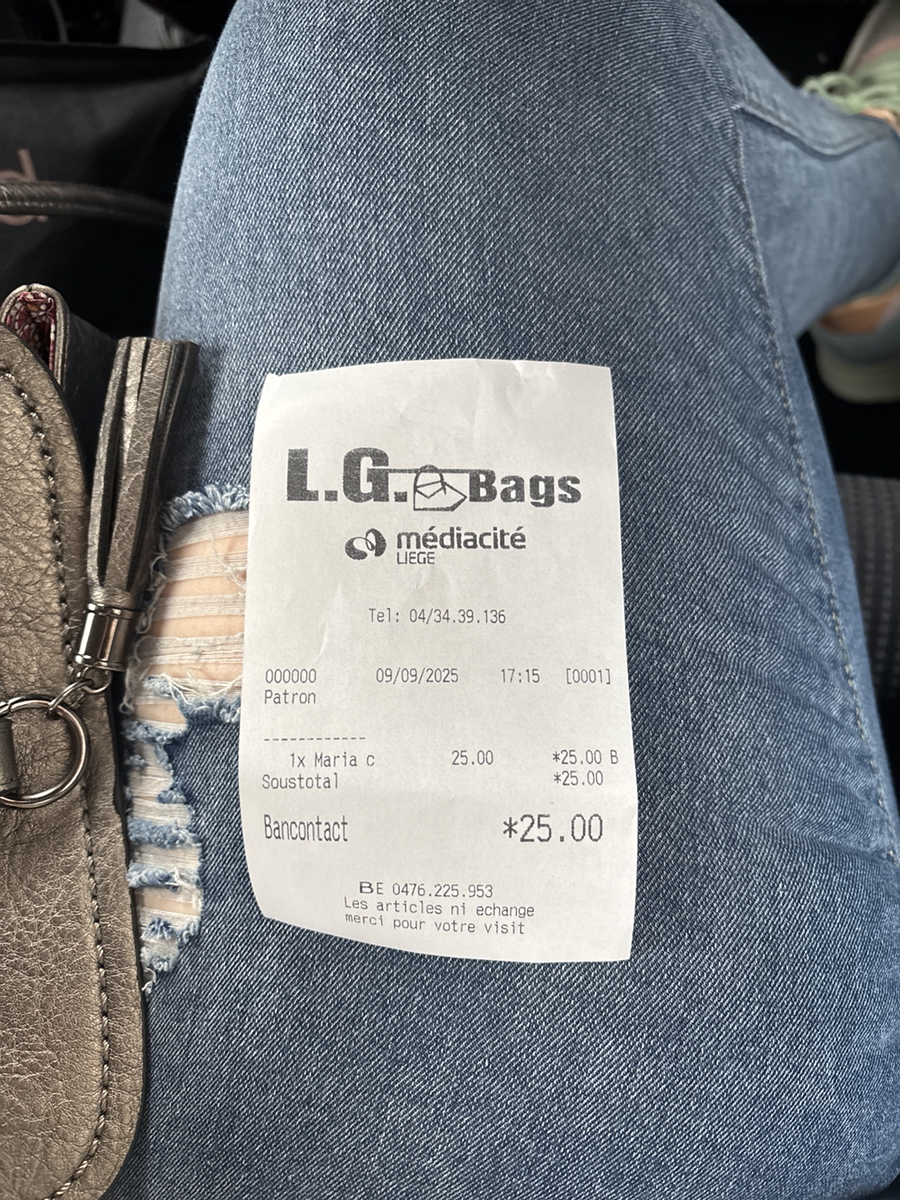 L.G. Bags
médiacité
LIEGE
Tel: 04/34.39.136
000000 09/09/2025 17:15 [0001]
Patron
------------
1x Maria c 25.00 *25.00 B
Soustotal *25.00
Bancontact *25.00
BE 0476.225.953
Les articles ni echange
merci pour votre visit